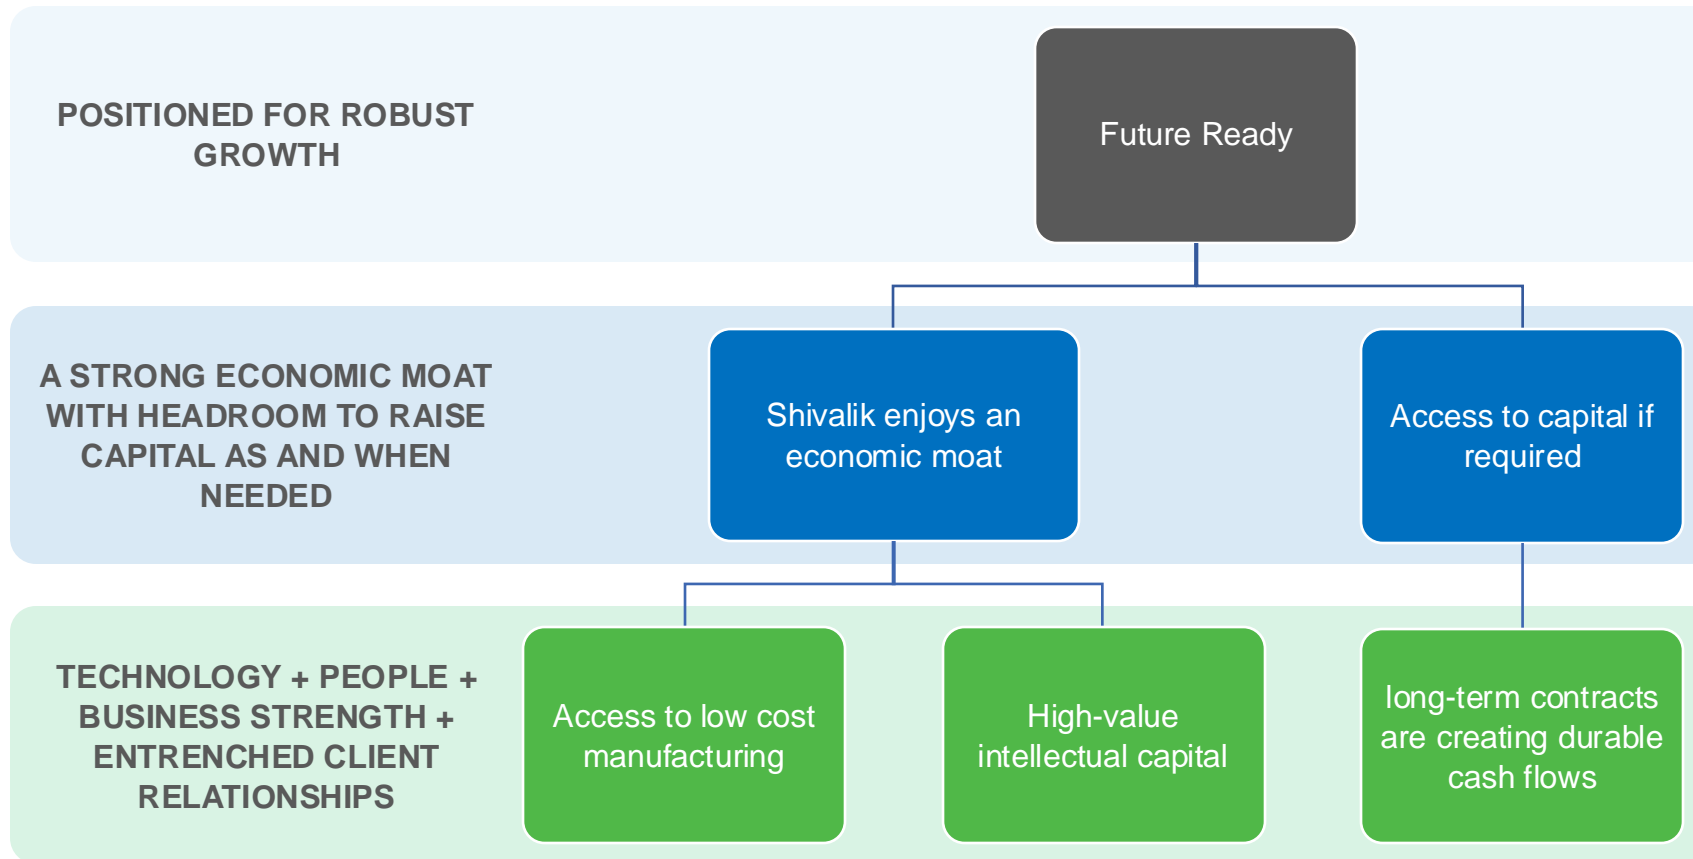 POSITIONED FOR ROBUST
GROWTH
Future Ready
A STRONG ECONOMIC MOAT
WITH HEADROOM TO RAISE
CAPITAL AS AND WHEN
NEEDED
Shivalik enjoys an
economic moat
Access to capital if
required
TECHNOLOGY + PEOPLE +
BUSINESS STRENGTH +
ENTRENCHED CLIENT
RELATIONSHIPS
Access to low cost
manufacturing
High-value
intellectual capital
long-term contracts
are creating durable
cash flows